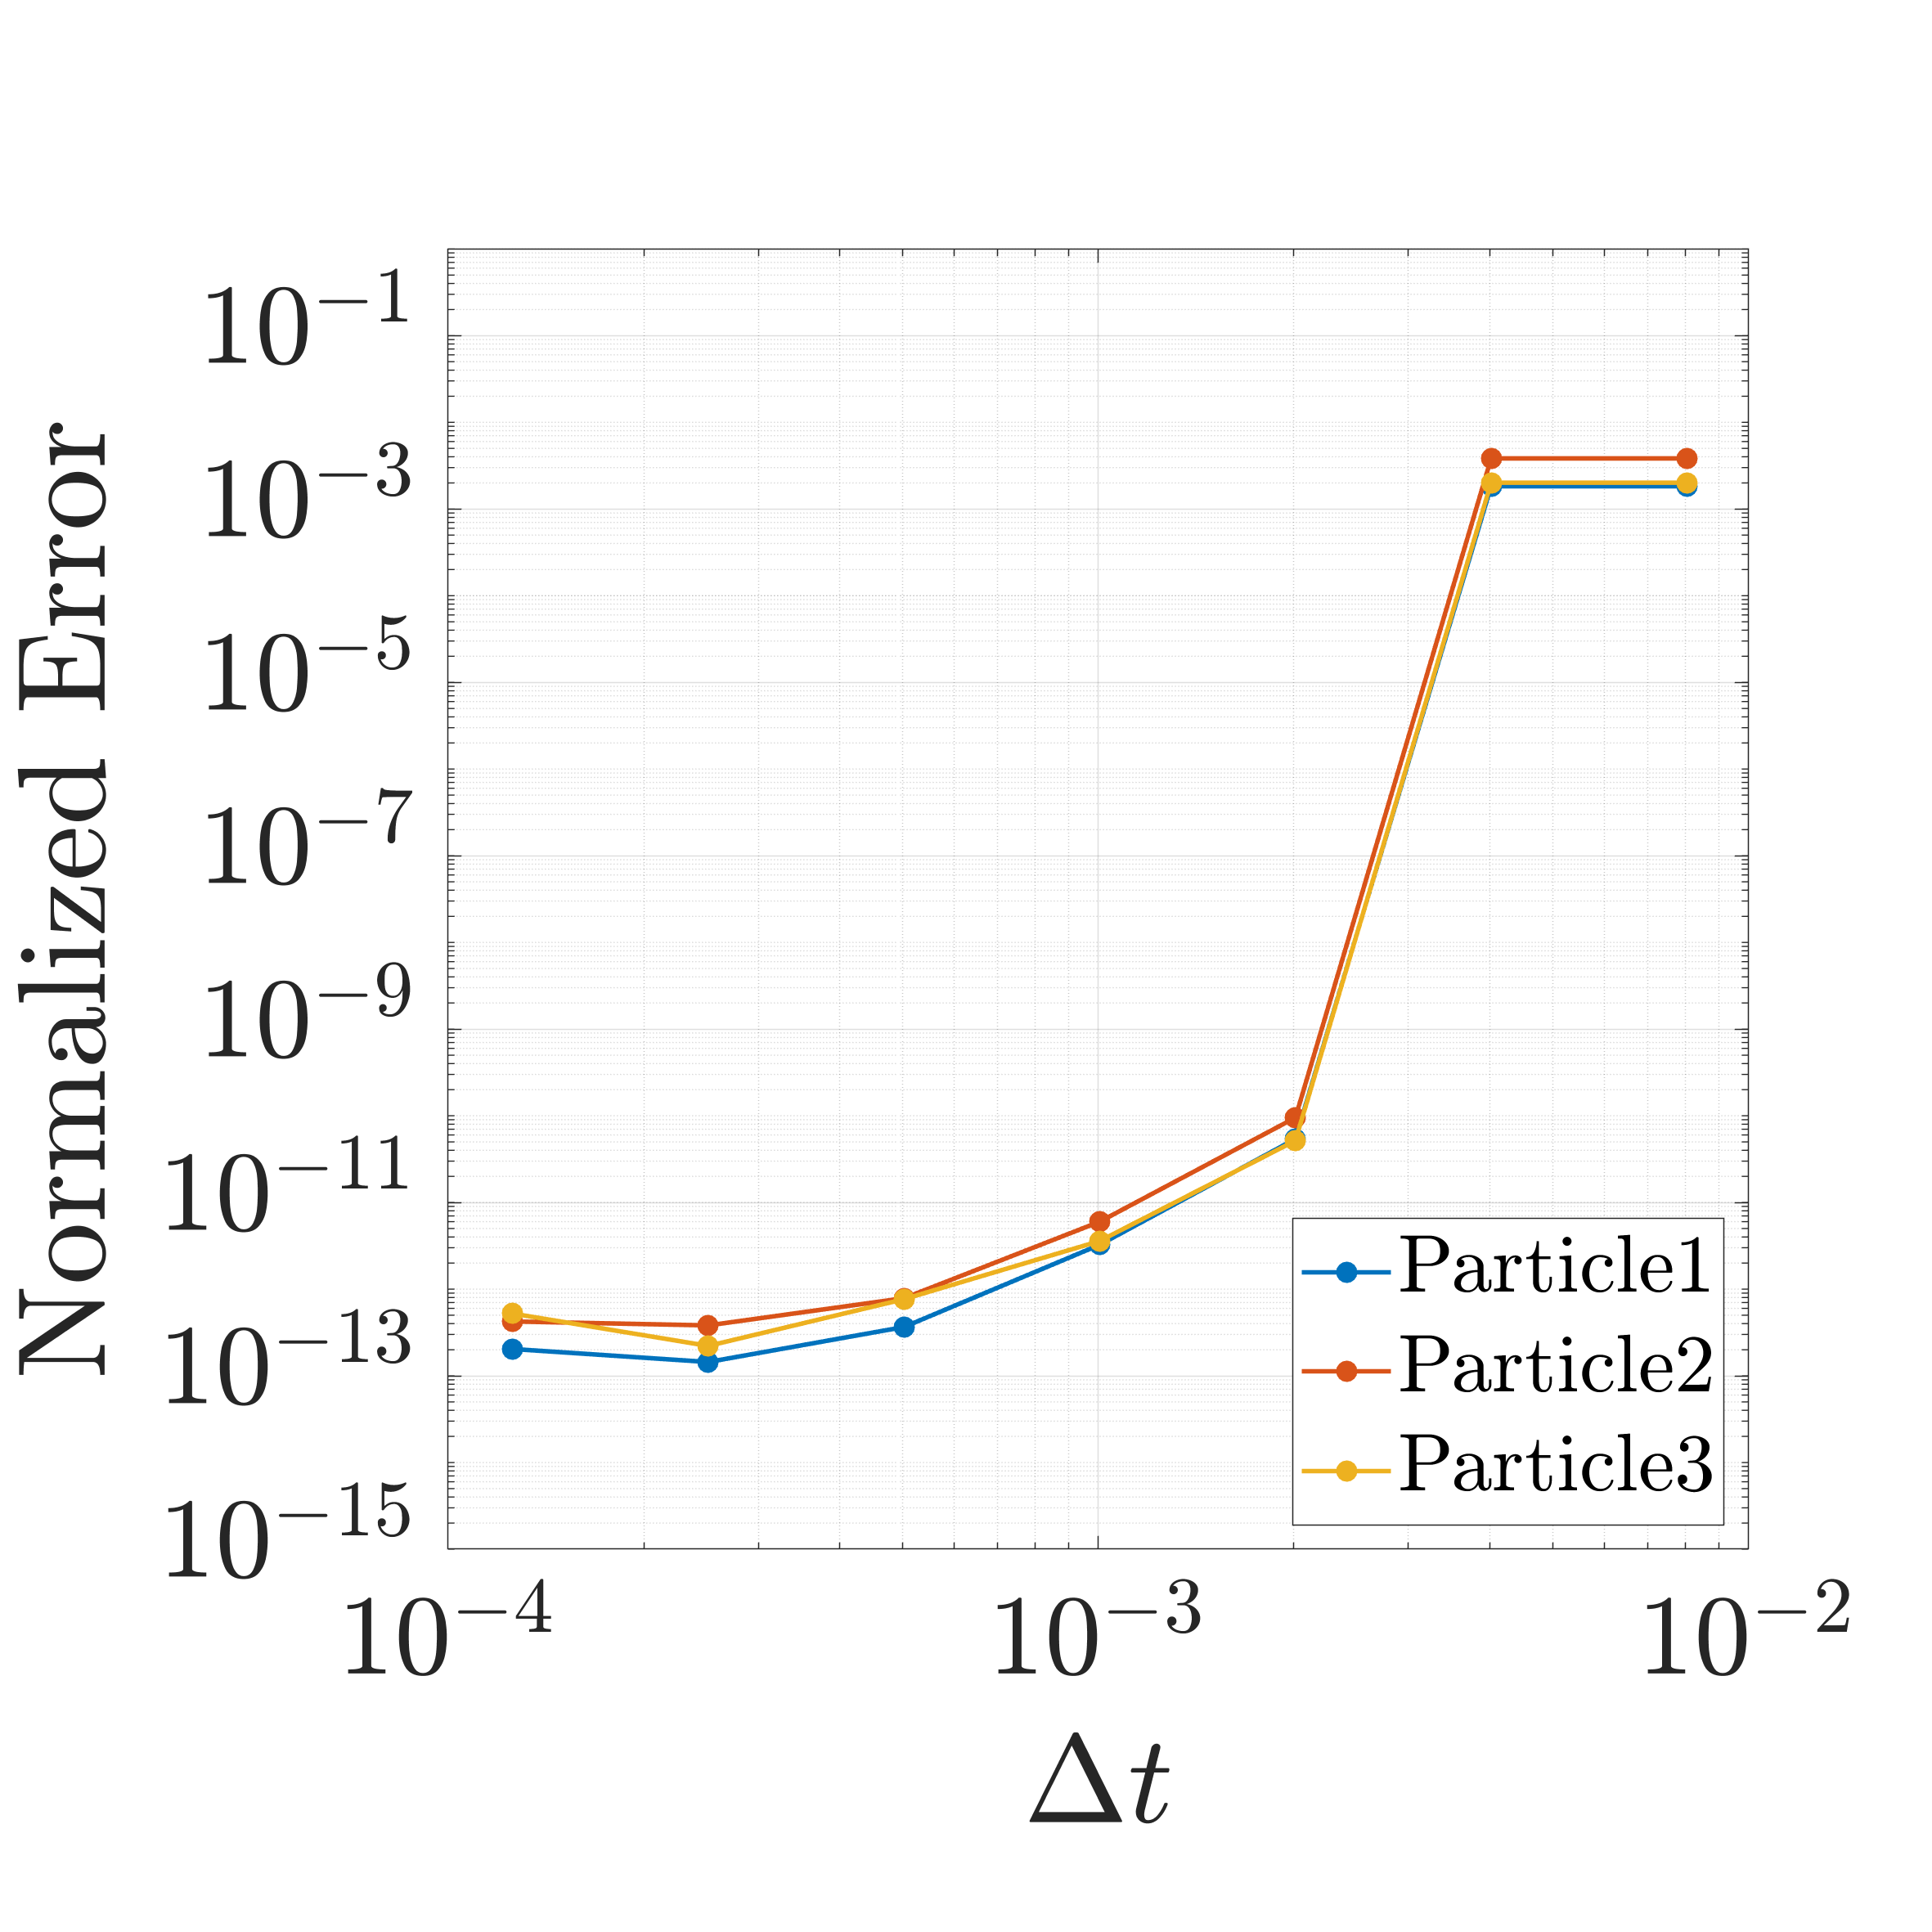 Normalized Error
10⁻¹
10⁻³
10⁻⁵
10⁻⁷
10⁻⁹
10⁻¹¹
10⁻¹³
10⁻¹⁵
Particle1
Particle2
Particle3
10⁻⁴ 10⁻³ 10⁻²
Δt